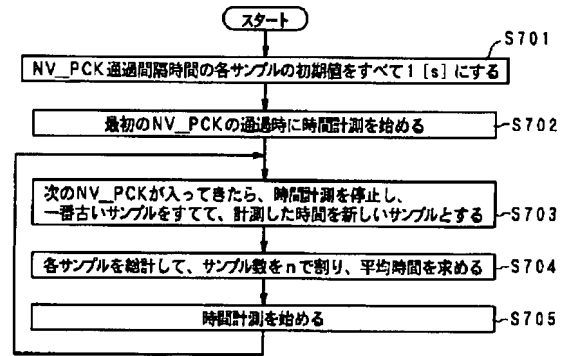 スタート
S701
NV_PCK通過間隔時間の各サンプルの初期値をすべて1[s]にする
最初のNV_PCKの通過時に時間計測を始める
S702
次のNV_PCKが入ってきたら、時間計測を停止し、
一番古いサンプルをすてて、計測した時間を新しいサンプルとする
S703
各サンプルを総計して、サンプル数をnで割り、平均時間を求める
S704
時間計測を始める
S705